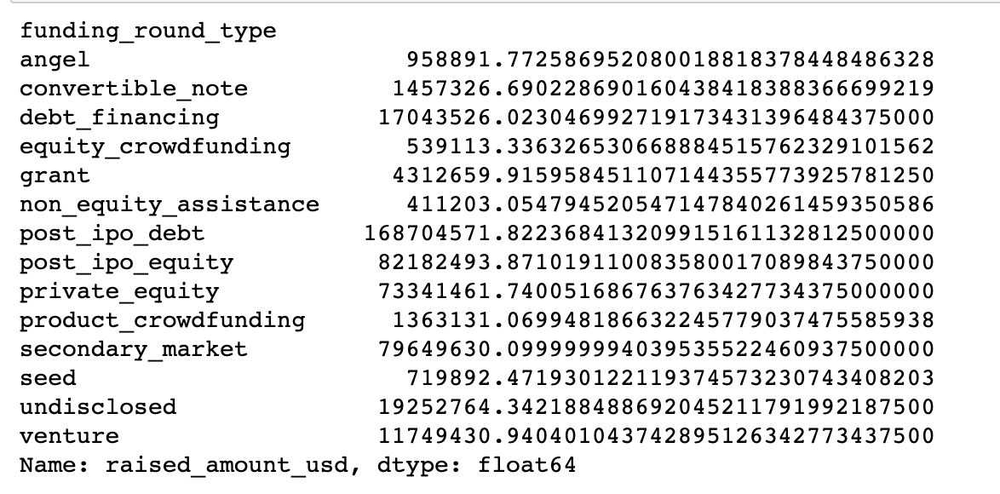 funding_round_type
angel 958891.772586952080018818378448486328
convertible_note 1457326.690228690160438418388366699219
debt_financing 17043526.023046992719173431396484375000
equity_crowdfunding 539113.336326530668884515762329101562
grant 4312659.915958451107144355773925781250
non_equity_assistance 411203.054794520547147840261459350586
post_ipo_debt 168704571.822368413209915161132812500000
post_ipo_equity 82182493.871019110083580017089843750000
private_equity 73341461.740051686763763427734375000000
product_crowdfunding 1363131.069948186632245779037475585938
secondary_market 79649630.099999994039535522460937500000
seed 719892.471930122119374573230743408203
undisclosed 19252764.342188488692045211791992187500
venture 11749430.940401043742895126342773437500
Name: raised_amount_usd, dtype: float64